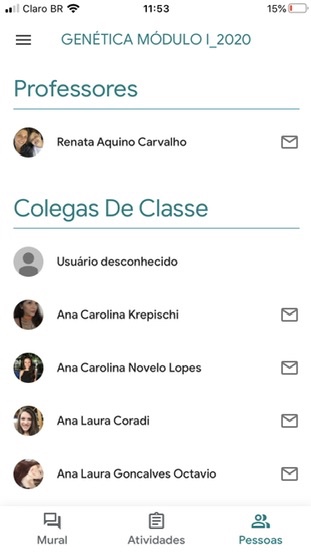 Claro BR 11:53 15%
GENÉTICA MÓDULO I_2020
Professores
Renata Aquino Carvalho
Colegas De Classe
Usuário desconhecido
Ana Carolina Krepischi
Ana Carolina Novelo Lopes
Ana Laura Coradi
Ana Laura Goncalves Octavio
Mural Atividades Pessoas